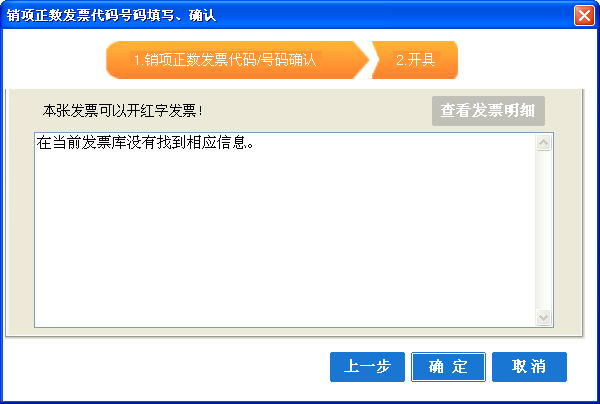 销项正数发票代码号码填写、确认
1.销项正数发票代码/号码确认
2.开具
本张发票可以开红字发票!
查看发票明细
在当前发票库没有找到相应信息。
上一步
确 定
取 消